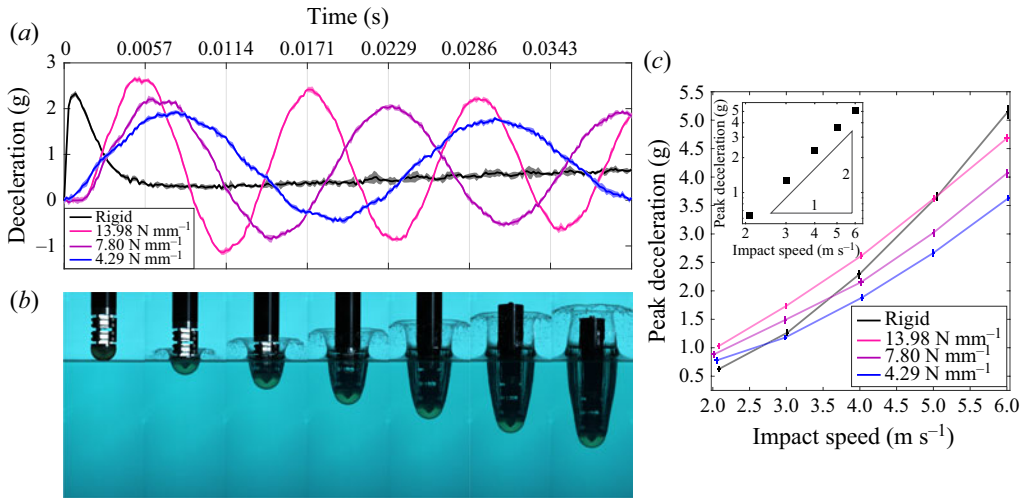 Time (s)
(a)
0 0.0057 0.0114 0.0171 0.0229 0.0286 0.0343
Deceleration (g)
3
2
1
0
−1
Rigid
13.98 N mm⁻¹
7.80 N mm⁻¹
4.29 N mm⁻¹
(b)
(c)
Peak deceleration (g)
5.5
5.0
4.5
4.0
3.5
3.0
2.5
2.0
1.5
1.0
0.5
2.0 2.5 3.0 3.5 4.0 4.5 5.0 5.5 6.0
Impact speed (m s⁻¹)
Peak deceleration (g)
5
4
3
2
1
2
1
2 3 4 5 6
Impact speed (m s⁻¹)
Rigid
13.98 N mm⁻¹
7.80 N mm⁻¹
4.29 N mm⁻¹